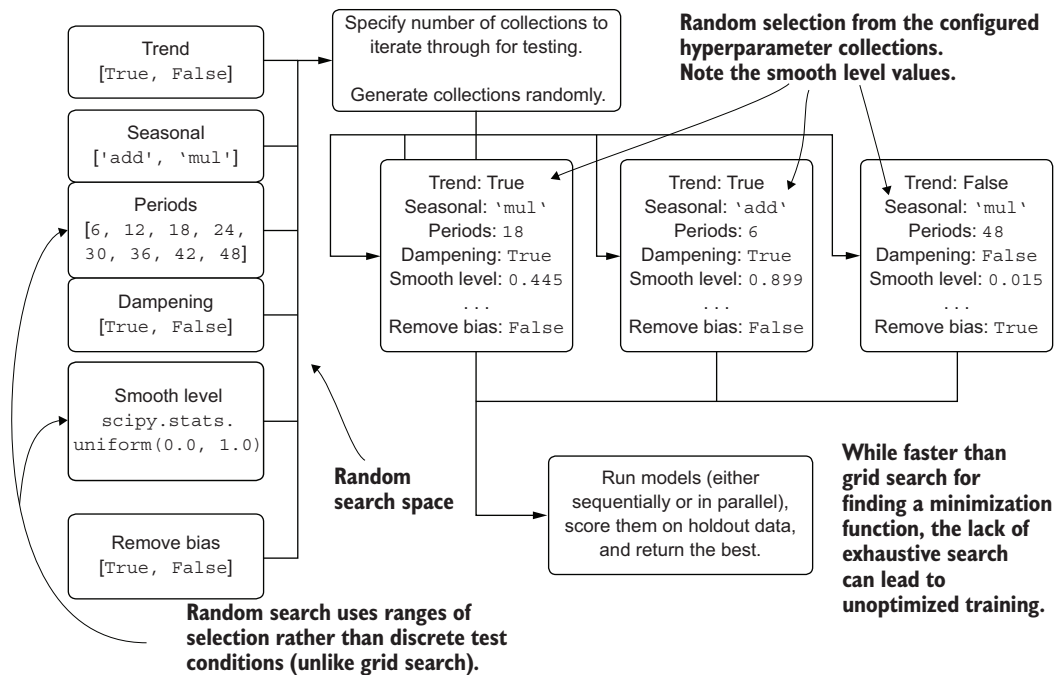 Trend
[True, False]
Seasonal
['add', ‘mul']
Periods
[6, 12, 18, 24,
30, 36, 42, 48]
Dampening
[True, False]
Smooth level
scipy.stats.
uniform(0.0, 1.0)
Remove bias
[True, False]
Specify number of collections to
iterate through for testing.
Generate collections randomly.
Random selection from the configured
hyperparameter collections.
Note the smooth level values.
Trend: True
Seasonal: ‘mul‘
Periods: 18
Dampening: True
Smooth level: 0.445
...
Remove bias: False
Trend: True
Seasonal: ‘add‘
Periods: 6
Dampening: True
Smooth level: 0.899
...
Remove bias: False
Trend: False
Seasonal: ‘mul‘
Periods: 48
Dampening: False
Smooth level: 0.015
...
Remove bias: True
Random
search space
Run models (either
sequentially or in parallel),
score them on holdout data,
and return the best.
While faster than
grid search for
finding a minimization
function, the lack of
exhaustive search
can lead to
unoptimized training.
Random search uses ranges of
selection rather than discrete test
conditions (unlike grid search).